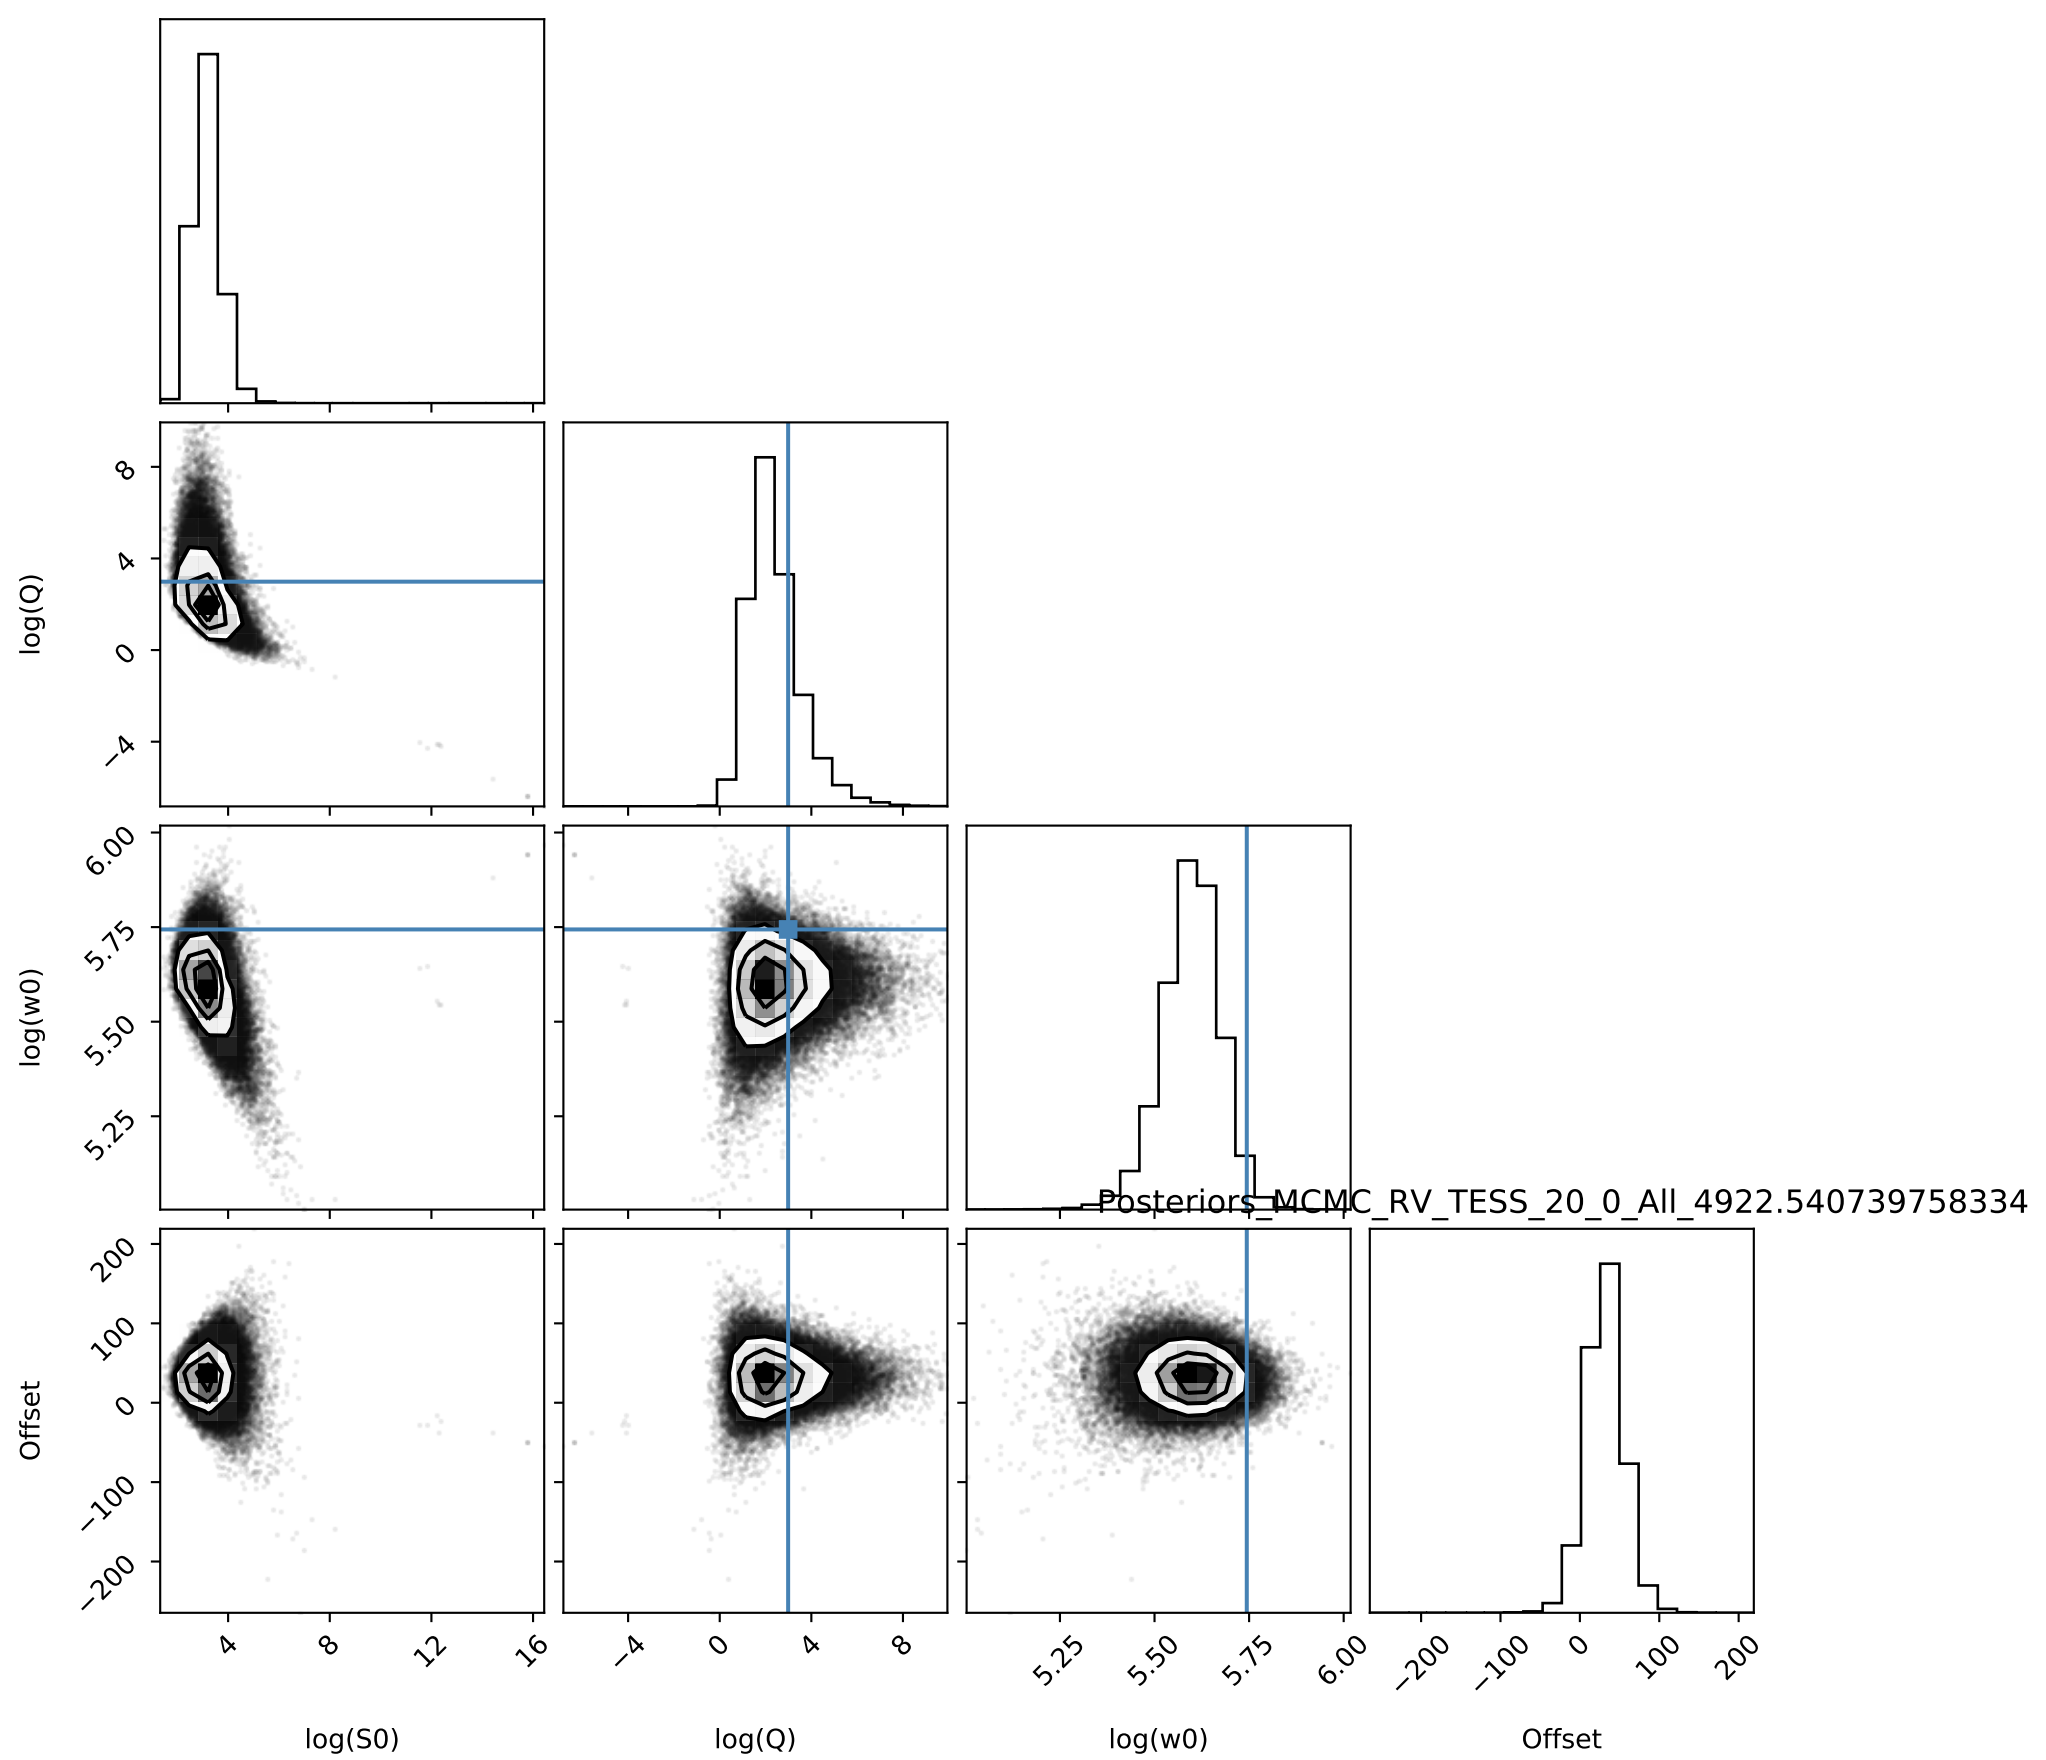 log(Q)
8
4
0
−4
log(w0)
6.00
5.75
5.50
5.25
Posteriors_MCMC_RV_TESS_20_0_All_4922.540739758334
Offset
200
100
0
−100
−200
4 8 12 16 −4 0 4 8 5.25 5.50 5.75 6.00 −200 −100 0 100 200
log(S0) log(Q) log(w0) Offset